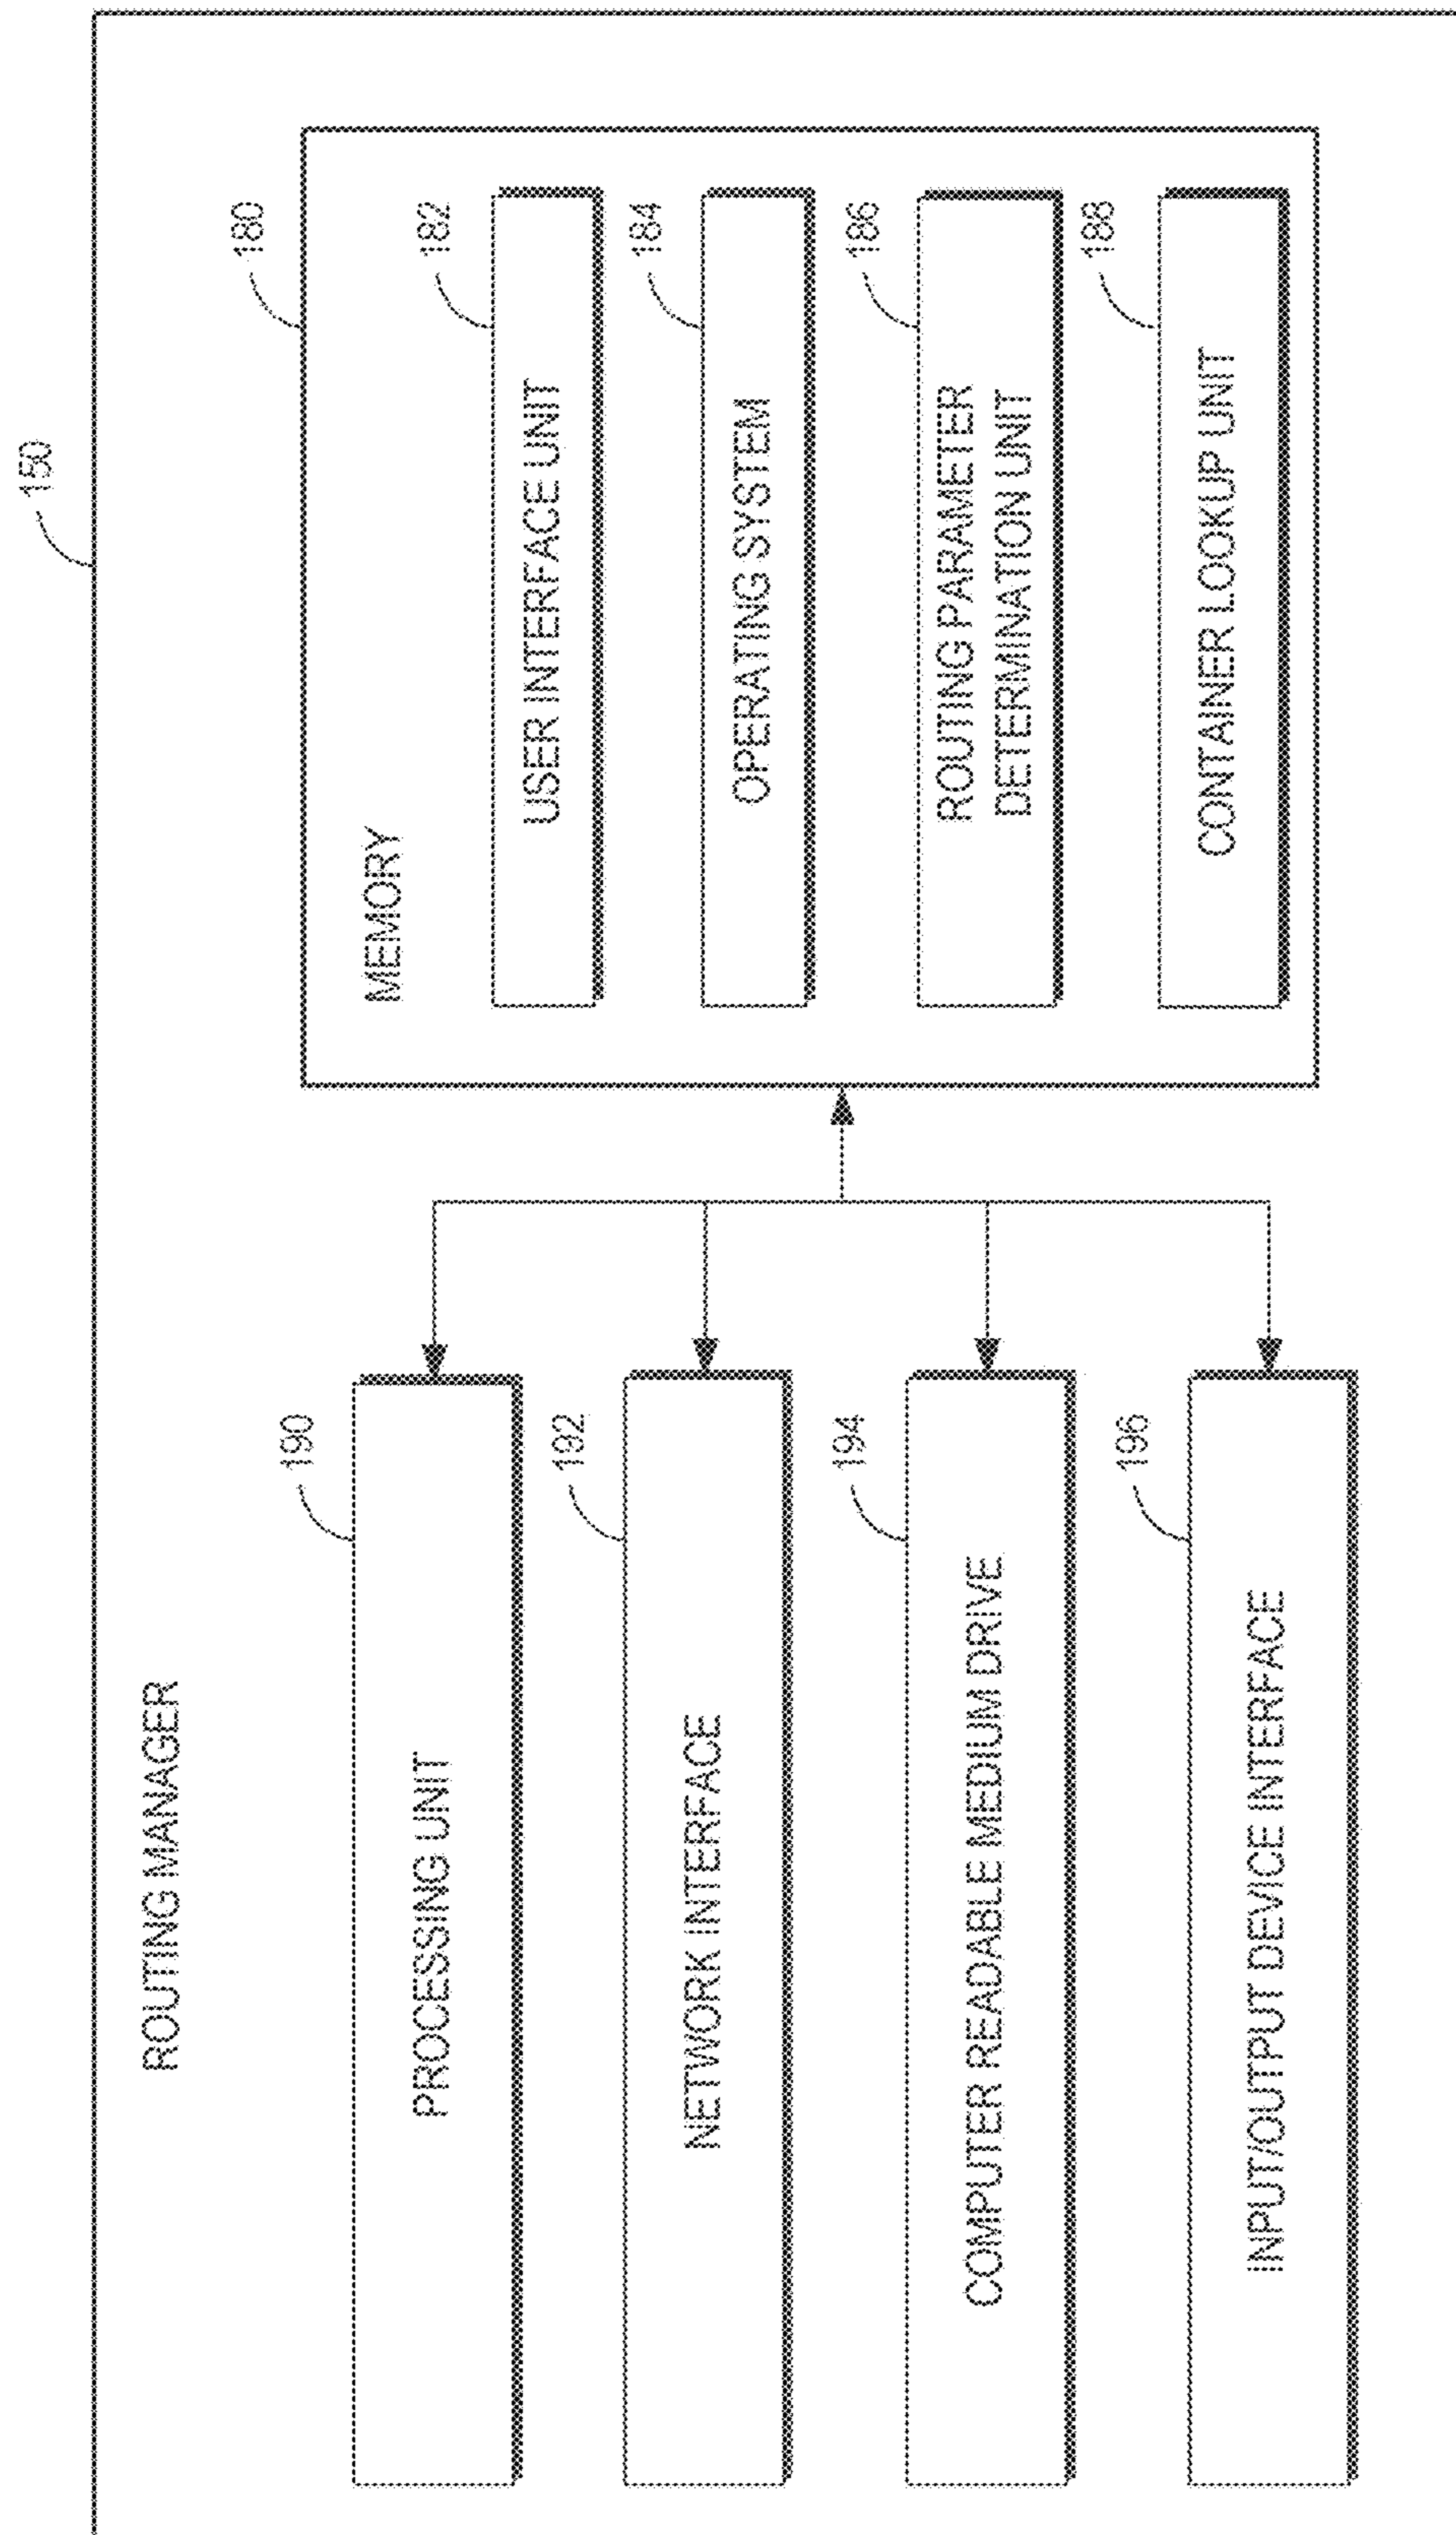 150
ROUTING MANAGER
190
PROCESSING UNIT
192
NETWORK INTERFACE
194
COMPUTER READABLE MEDIUM DRIVE
196
INPUT/OUTPUT DEVICE INTERFACE
180
MEMORY
182
USER INTERFACE UNIT
184
OPERATING SYSTEM
186
ROUTING PARAMETER
DETERMINATION UNIT
188
CONTAINER LOOKUP UNIT